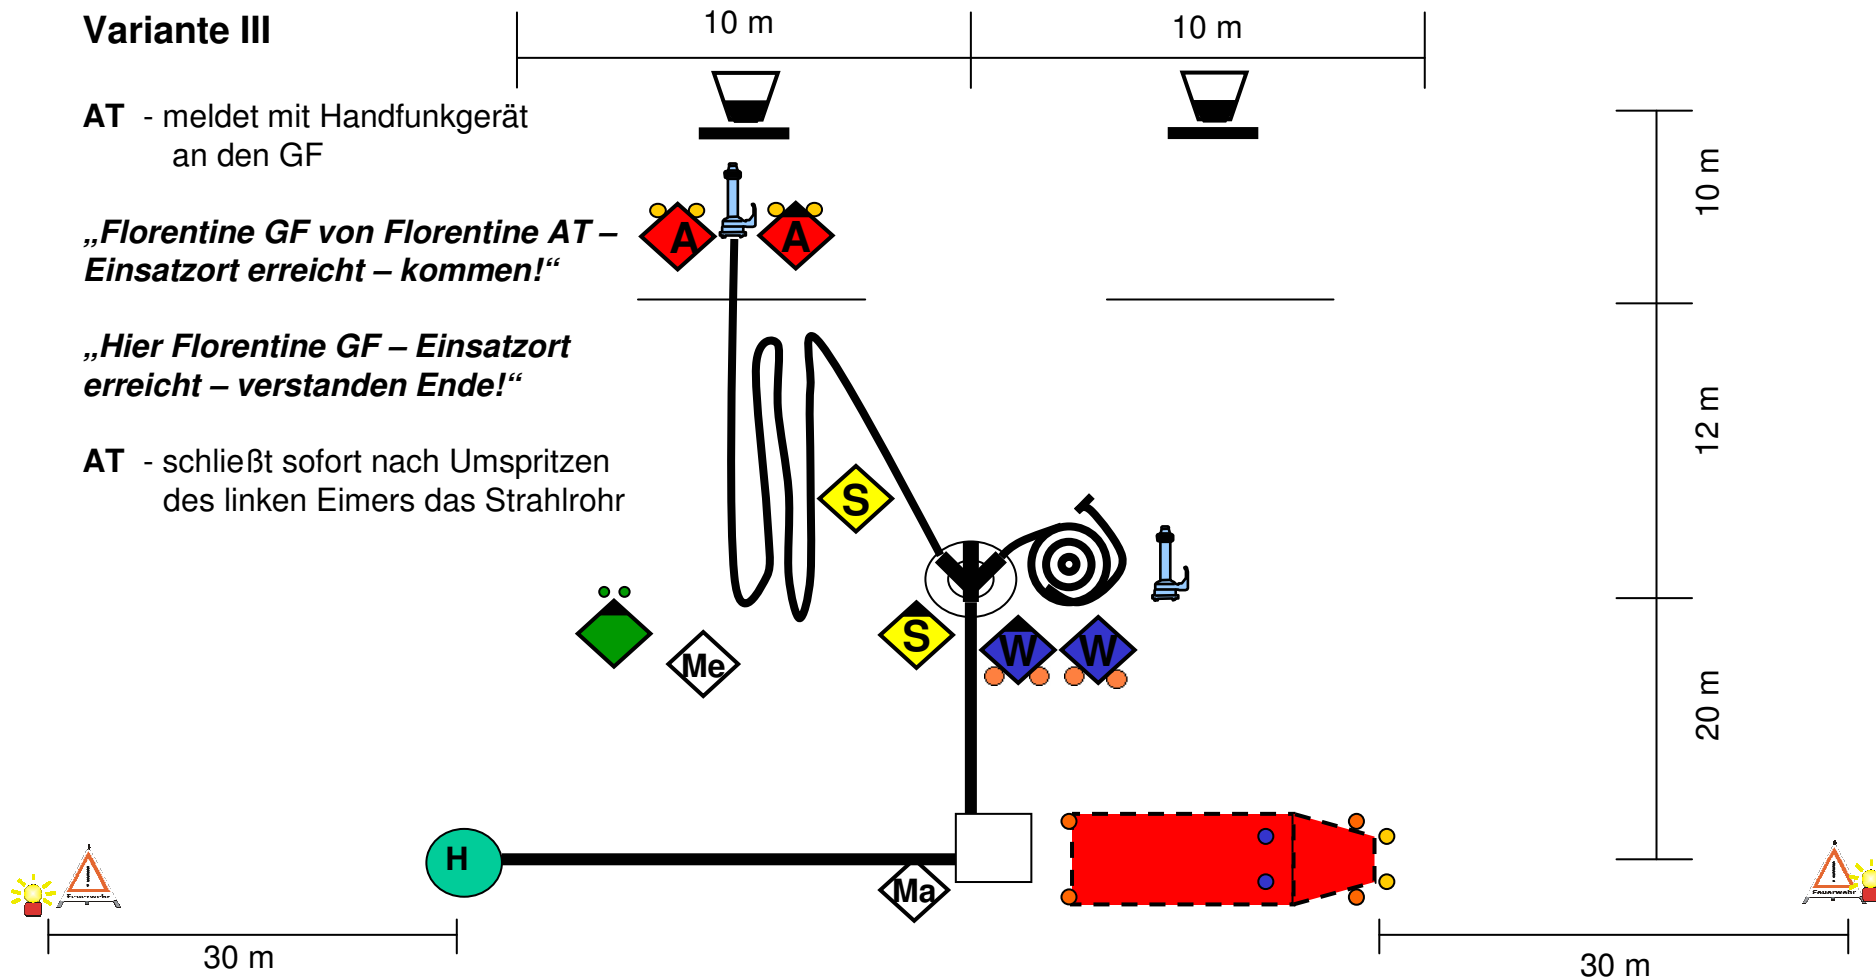 Variante III
10 m
10 m
AT - meldet mit Handfunkgerät
an den GF
„Florentine GF von Florentine AT –
Einsatzort erreicht – kommen!“
„Hier Florentine GF – Einsatzort
erreicht – verstanden Ende!“
AT - schließt sofort nach Umspritzen
des linken Eimers das Strahlrohr
A
A
10 m
S
12 m
Me
S
W
W
20 m
H
Ma
!
Feuerwehr
!
Feuerwehr
30 m
30 m